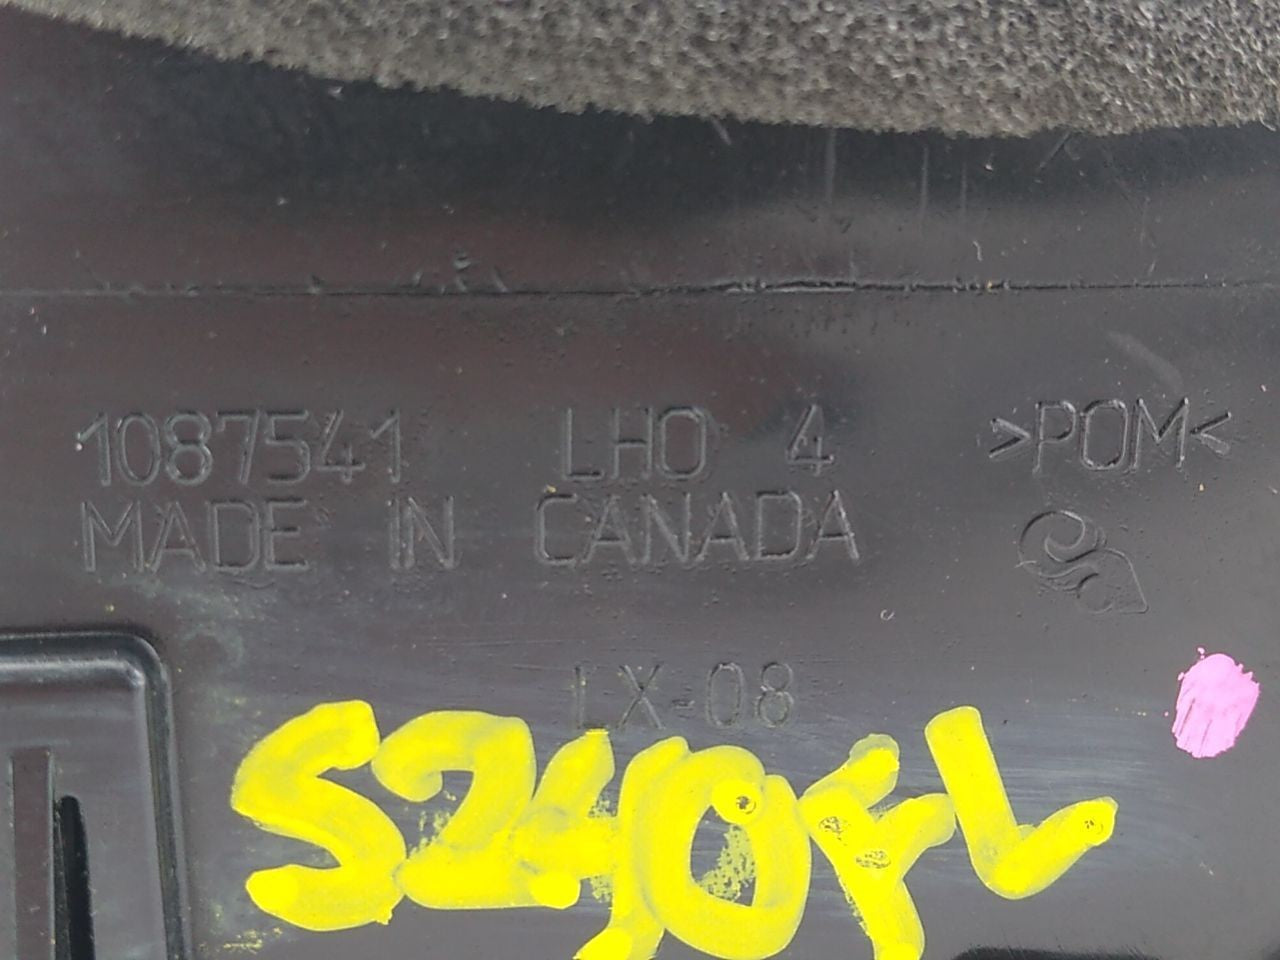 1087541 LHO 4 >POM<
MADE IN CANADA
LX-08
S240FL